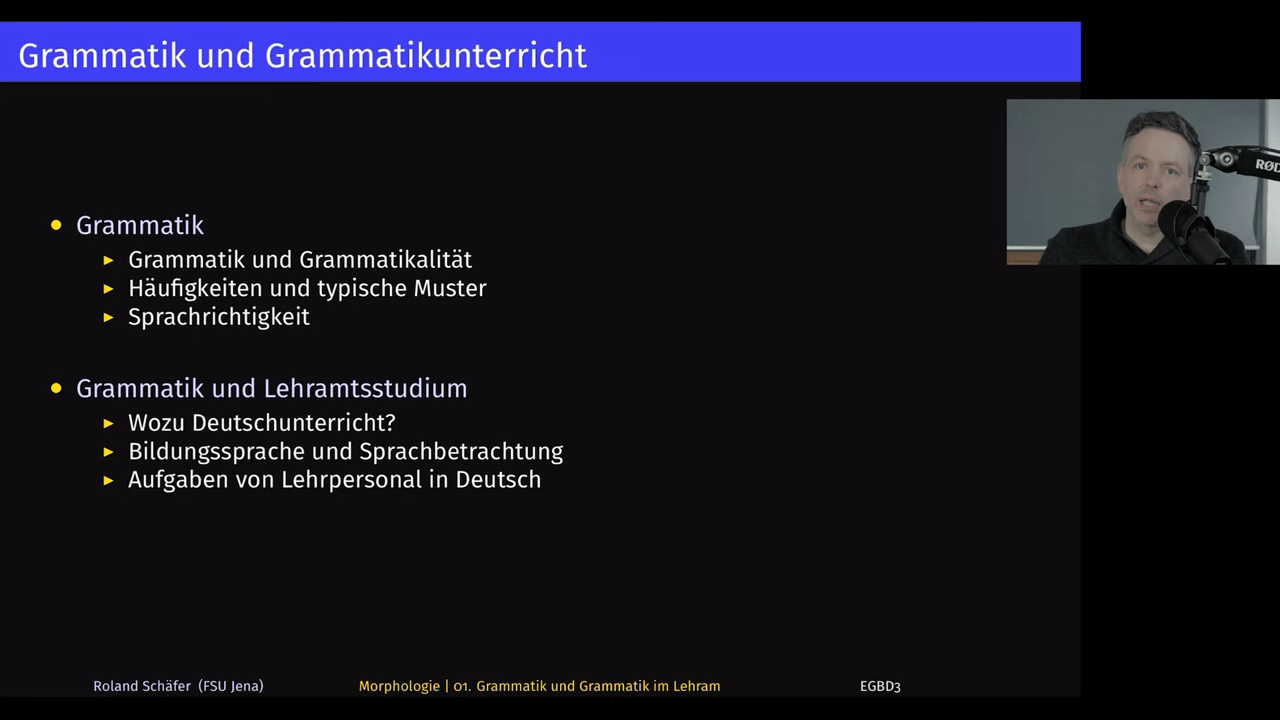 Grammatik und Grammatikunterricht
Grammatik
Grammatik und Grammatikalität
Häufigkeiten und typische Muster
Sprachrichtigkeit
Grammatik und Lehramtsstudium
Wozu Deutschunterricht?
Bildungssprache und Sprachbetrachtung
Aufgaben von Lehrpersonal in Deutsch
Roland Schäfer (FSU Jena)
Morphologie | 01. Grammatik und Grammatik im Lehram
EGBD3